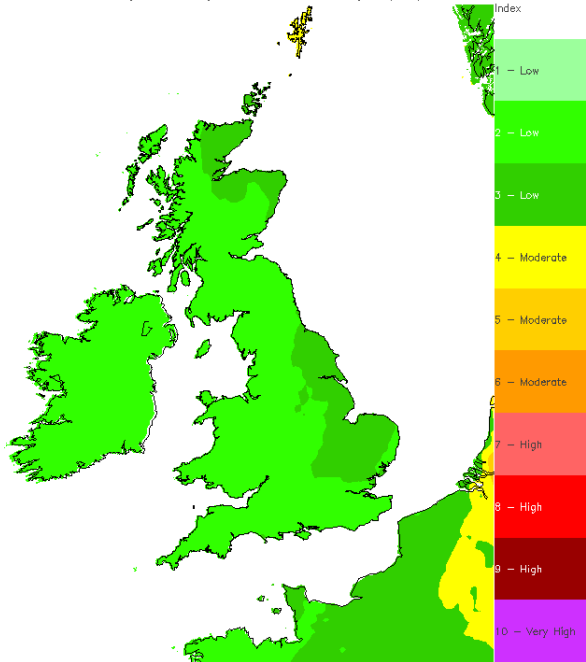 Index
1 - Low
2 - Low
3 - Low
4 - Moderate
5 - Moderate
6 - Moderate
7 - High
8 - High
9 - High
10 - Very High